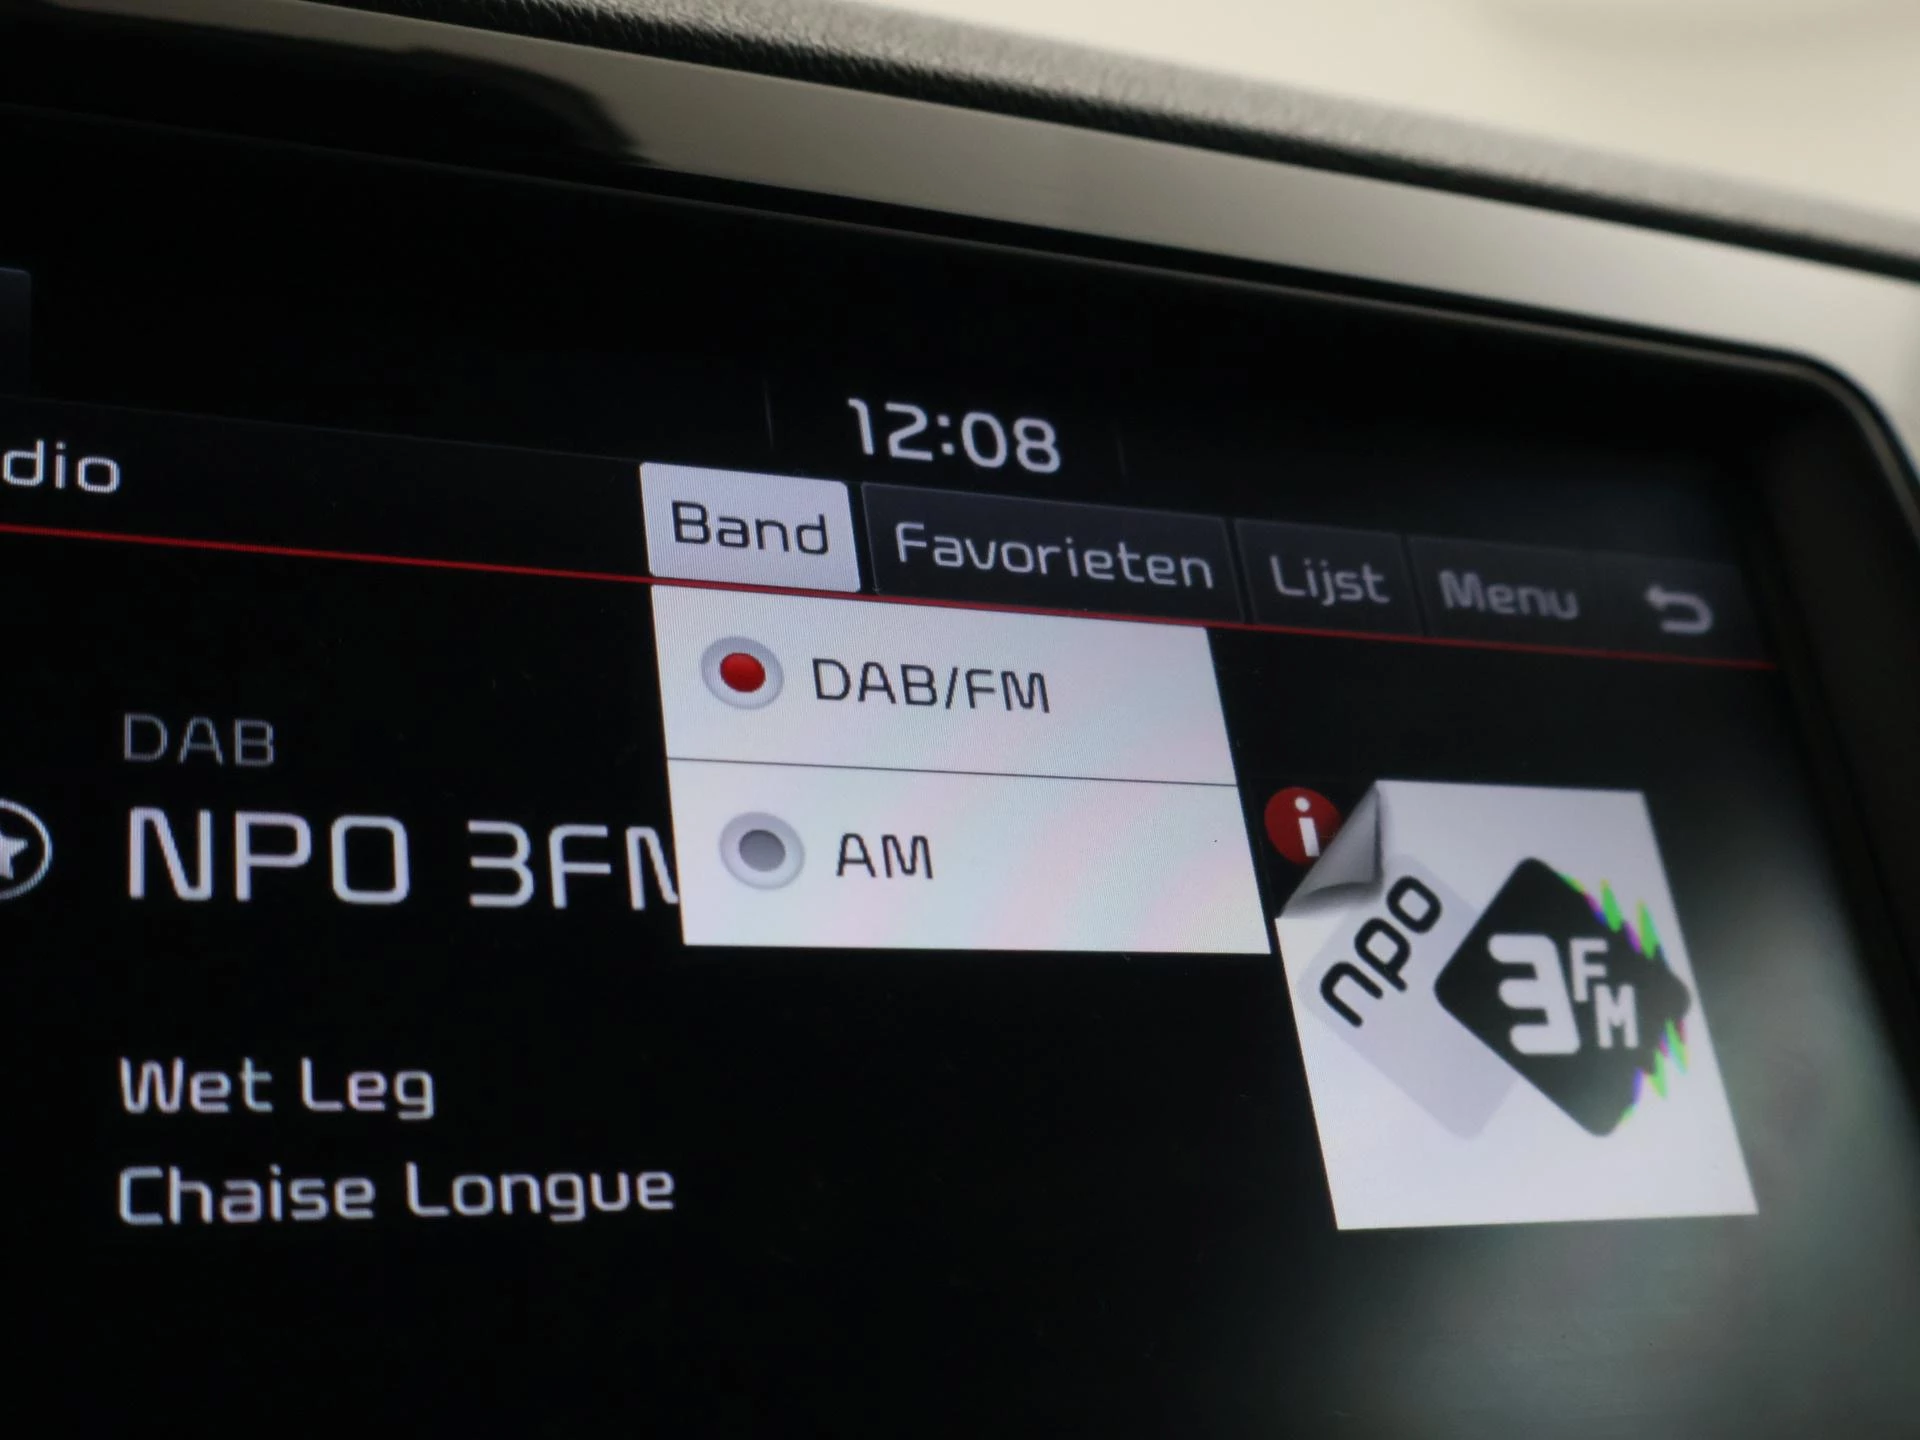 12:08
dio
Band Favorieten Lijst Menu
DAB/FM
DAB
AM
NPO 3FM
i
npo
3FM
Wet Leg
Chaise Longue